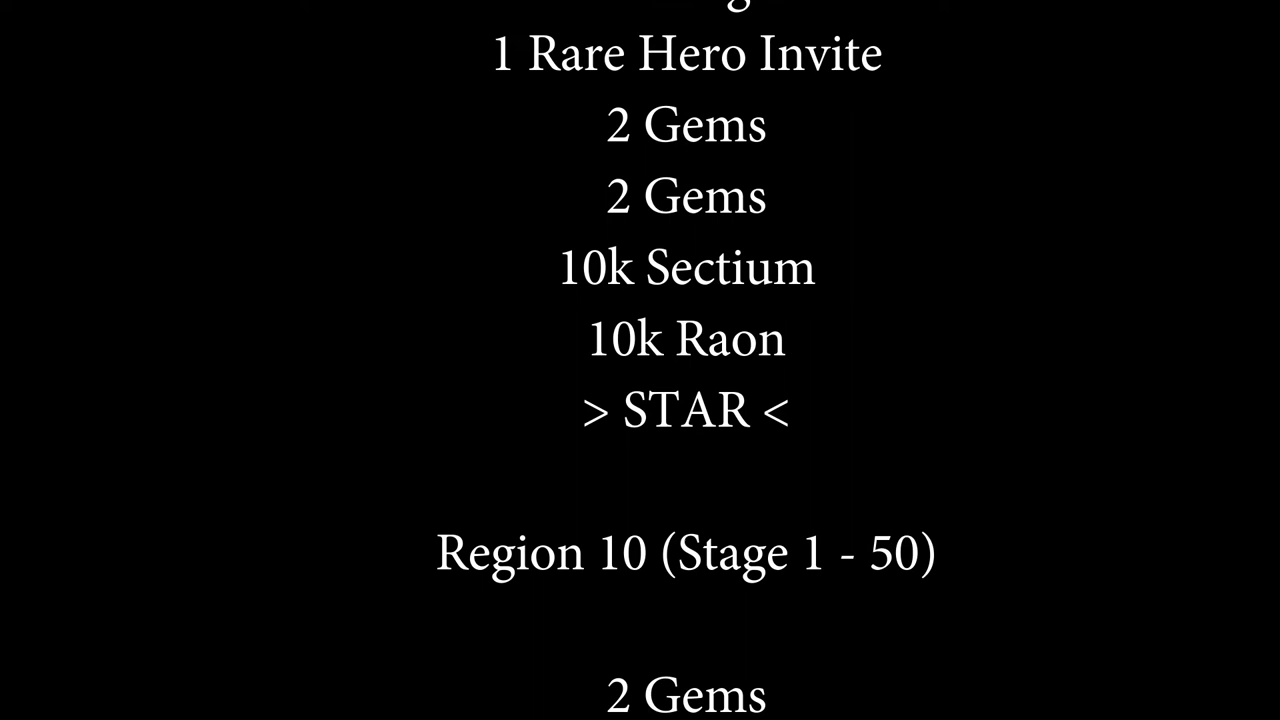 1 Rare Hero Invite
2 Gems
2 Gems
10k Sectium
10k Raon
> STAR <
Region 10 (Stage 1 - 50)
2 Gems